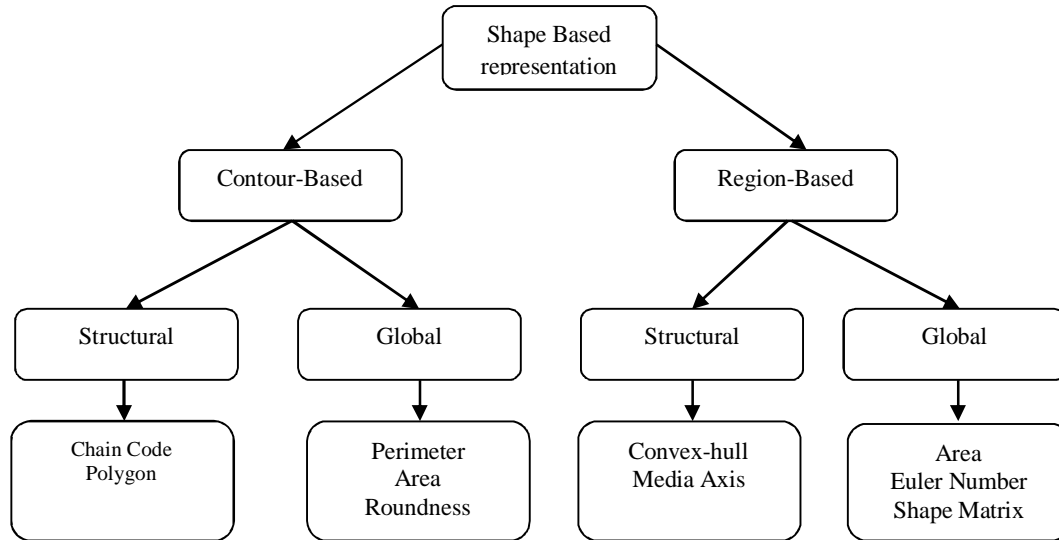 Shape Based
representation
Contour-Based
Region-Based
Structural
Global
Structural
Global
Chain Code
Polygon
Perimeter
Area
Roundness
Convex-hull
Media Axis
Area
Euler Number
Shape Matrix